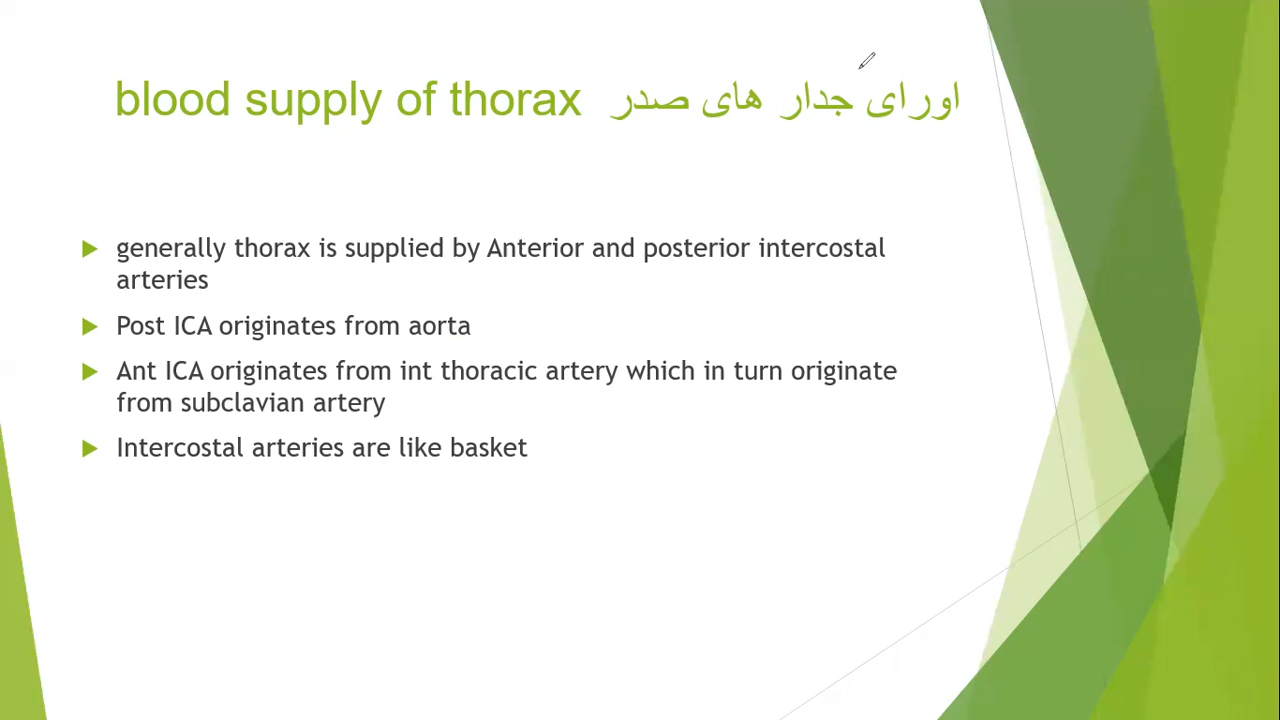 blood supply of thorax اورای جدار های صدر
generally thorax is supplied by Anterior and posterior intercostal
arteries
Post ICA originates from aorta
Ant ICA originates from int thoracic artery which in turn originate
from subclavian artery
Intercostal arteries are like basket